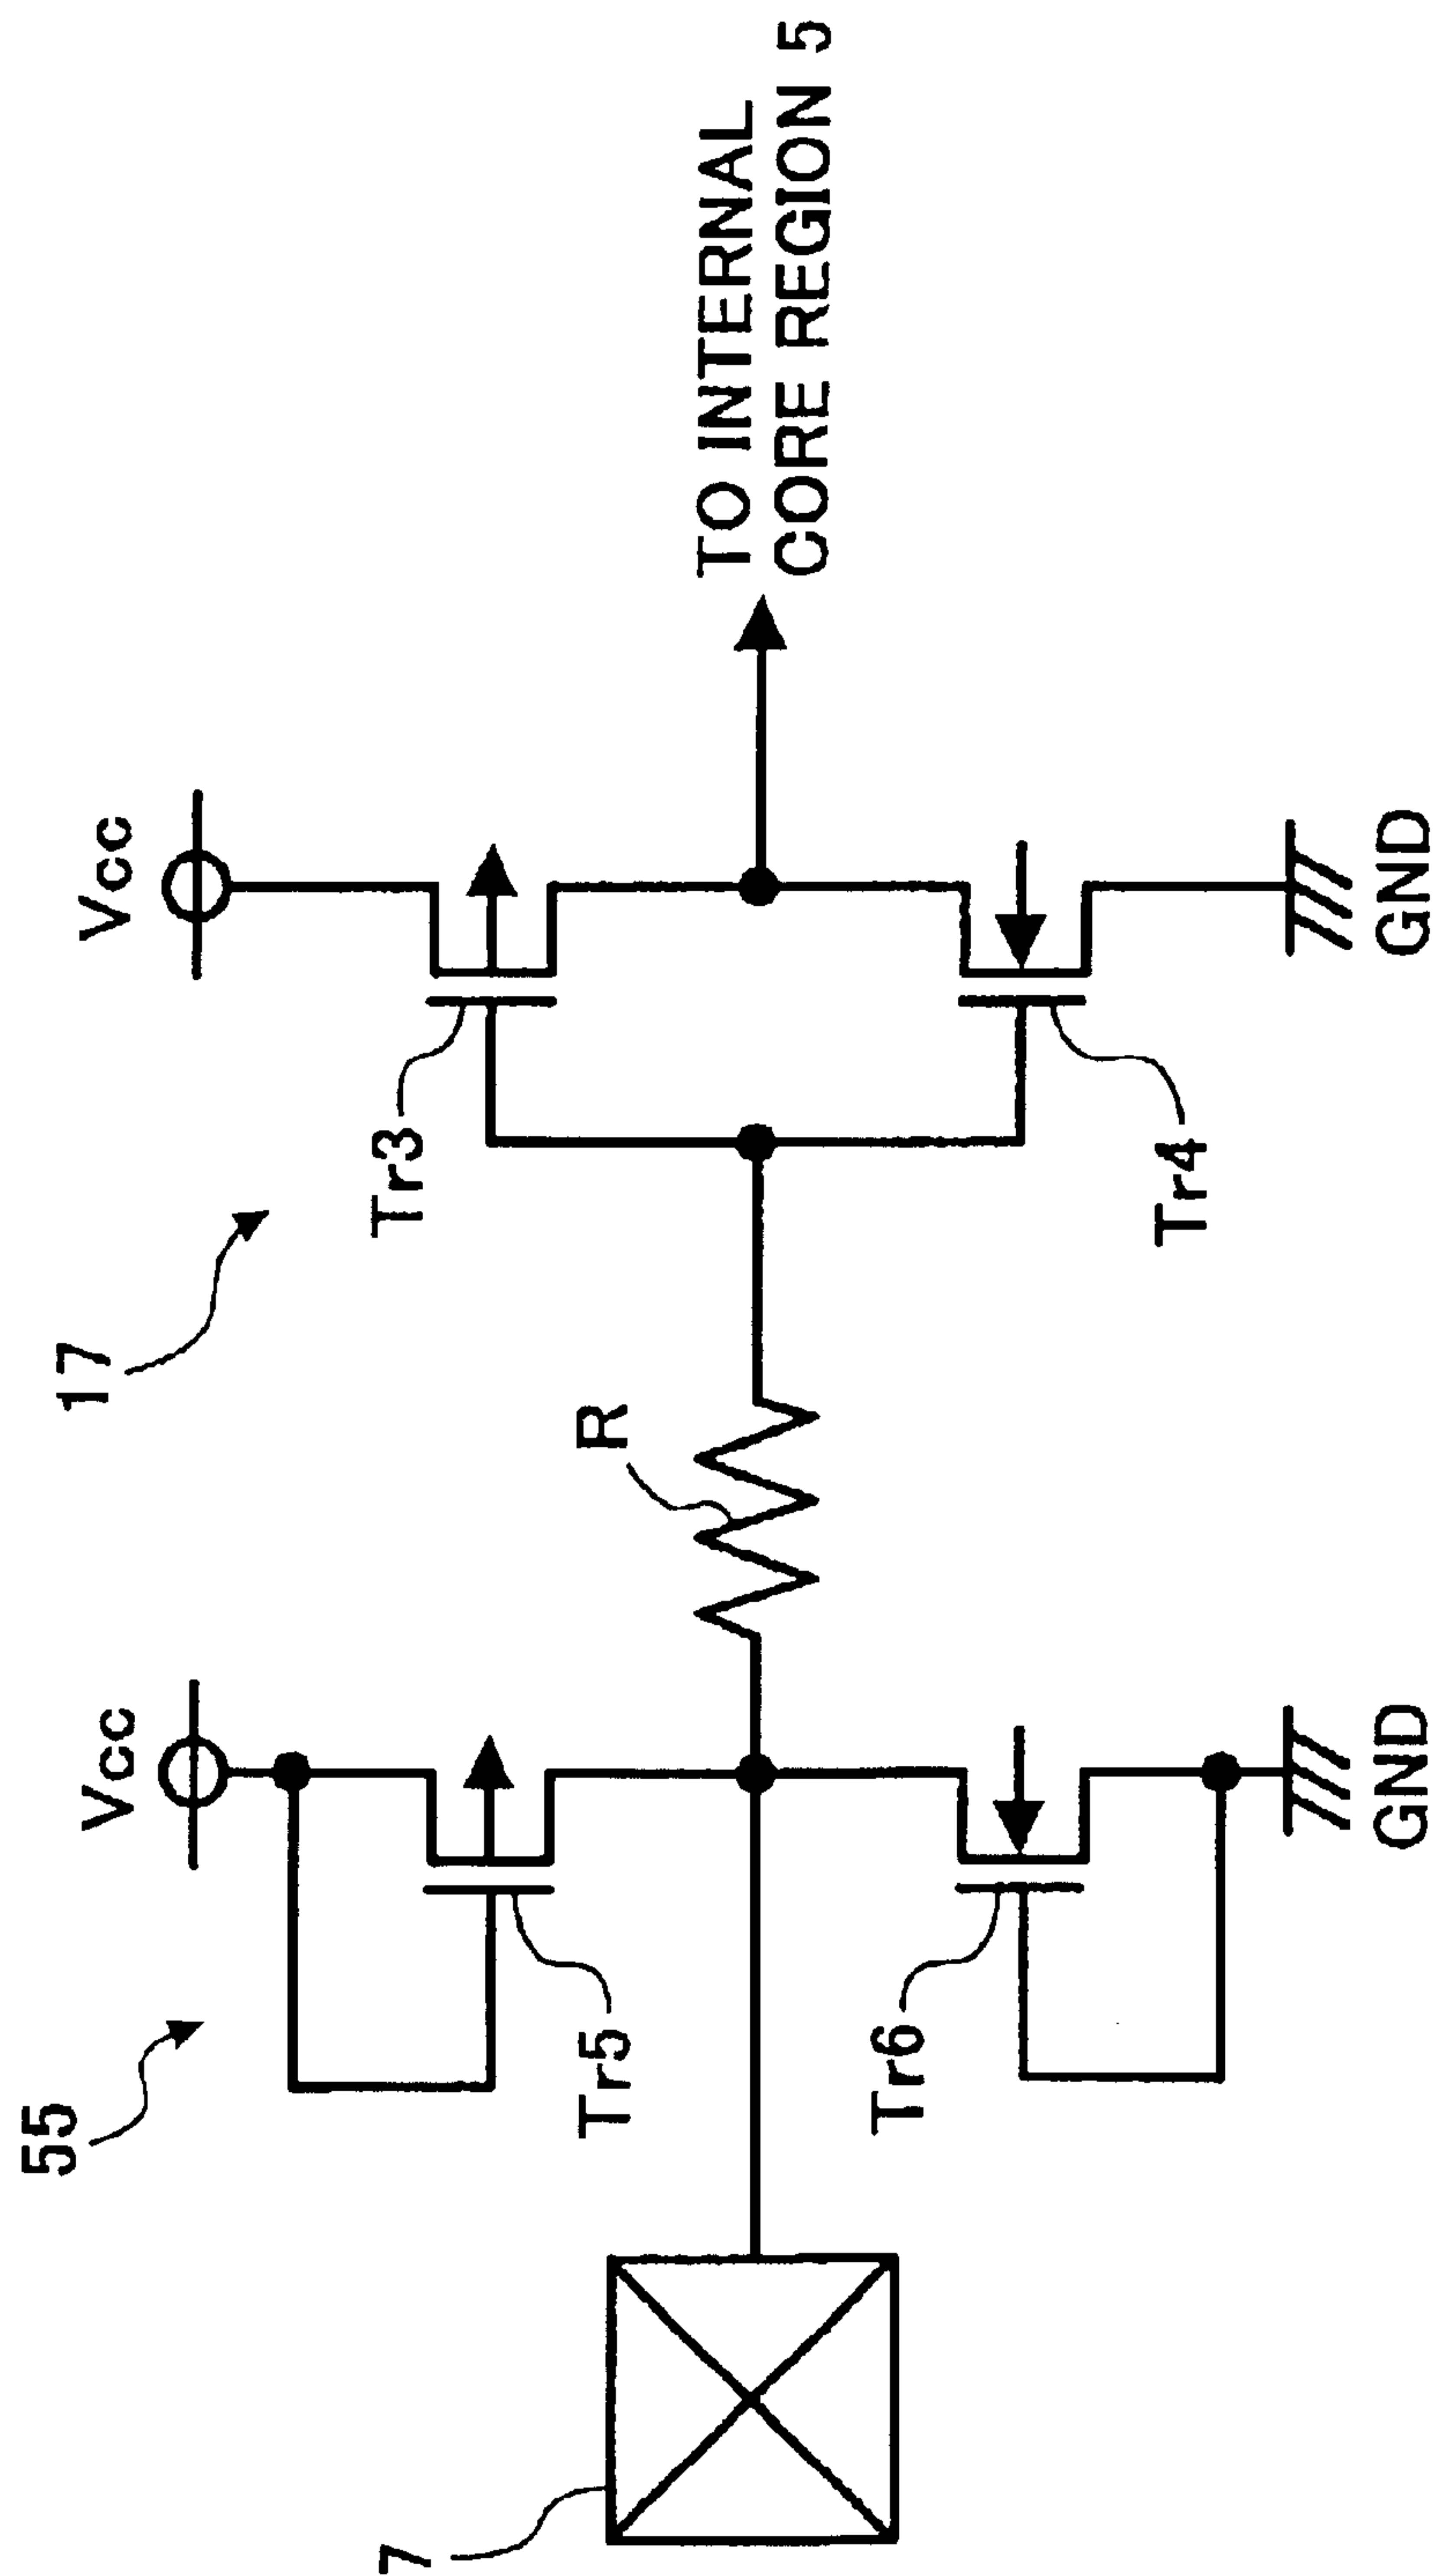 55
Vcc
Tr5
Tr6
GND
7
R
17
Vcc
Tr3
Tr4
GND
TO INTERNAL
CORE REGION 5